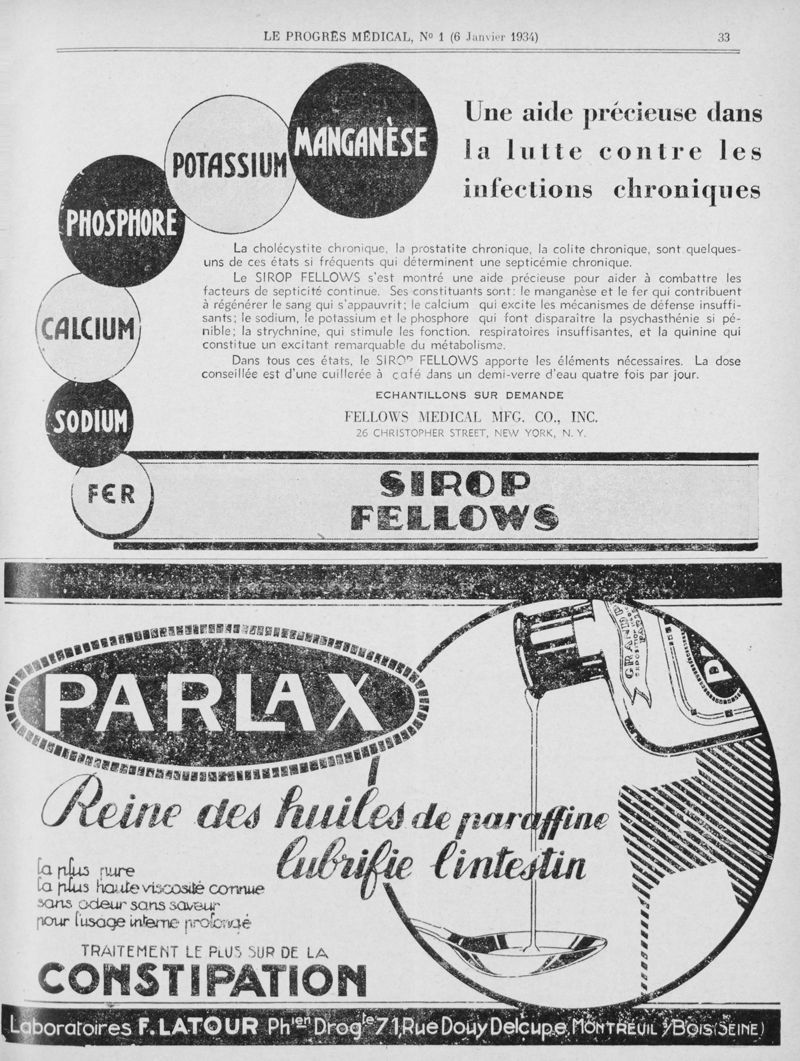 LE PROGRÈS MÉDICAL, Nº 1 (6 Janvier 1934)
33
MANGANÈSE
POTASSIUM
PHOSPHORE
CALCIUM
SODIUM
FER
Une aide précieuse dans
la lutte contre les
infections chroniques
La cholécystite chronique, la prostatite chronique, la colite chronique, sont quelques-
uns de ces états si fréquents qui déterminent une septicémie chronique.
Le SIROP FELLOWS s'est montré une aide précieuse pour aider à combattre les
facteurs de septicité continue. Ses constituants sont: le manganèse et le fer qui contribuent
à régénérer le sang qui s'appauvrit; le calcium qui excite les mécanismes de défense insuffi-
sants; le sodium, le potassium et le phosphore qui font disparaître la psychasthénie si pé-
nible; la strychnine, qui stimule les fonction. respiratoires insuffisantes, et la quinine qui
constitue un excitant remarquable du métabolisme.
Dans tous ces états, le SIROP FELLOWS apporte les éléments nécessaires. La dose
conseillée est d'une cuillerée à café dans un demi-verre d'eau quatre fois par jour.
ECHANTILLONS SUR DEMANDE
FELLOWS MEDICAL MFG. CO., INC.
26 CHRISTOPHER STREET, NEW YORK, N. Y.
SIROP
FELLOWS
PARLAX
GRAND P
Reine des huiles de paraffine
lubrifie l'intestin
la plus pure
la plus haute viscosité connue
sans odeur sans saveur
pour l'usage interne prolongé
TRAITEMENT LE PLUS SUR DE LA
CONSTIPATION
Laboratoires F. LATOUR Phien Drogte 71, Rue Douy Delcupe, MONTREUIL s/BOIS (SEINE)